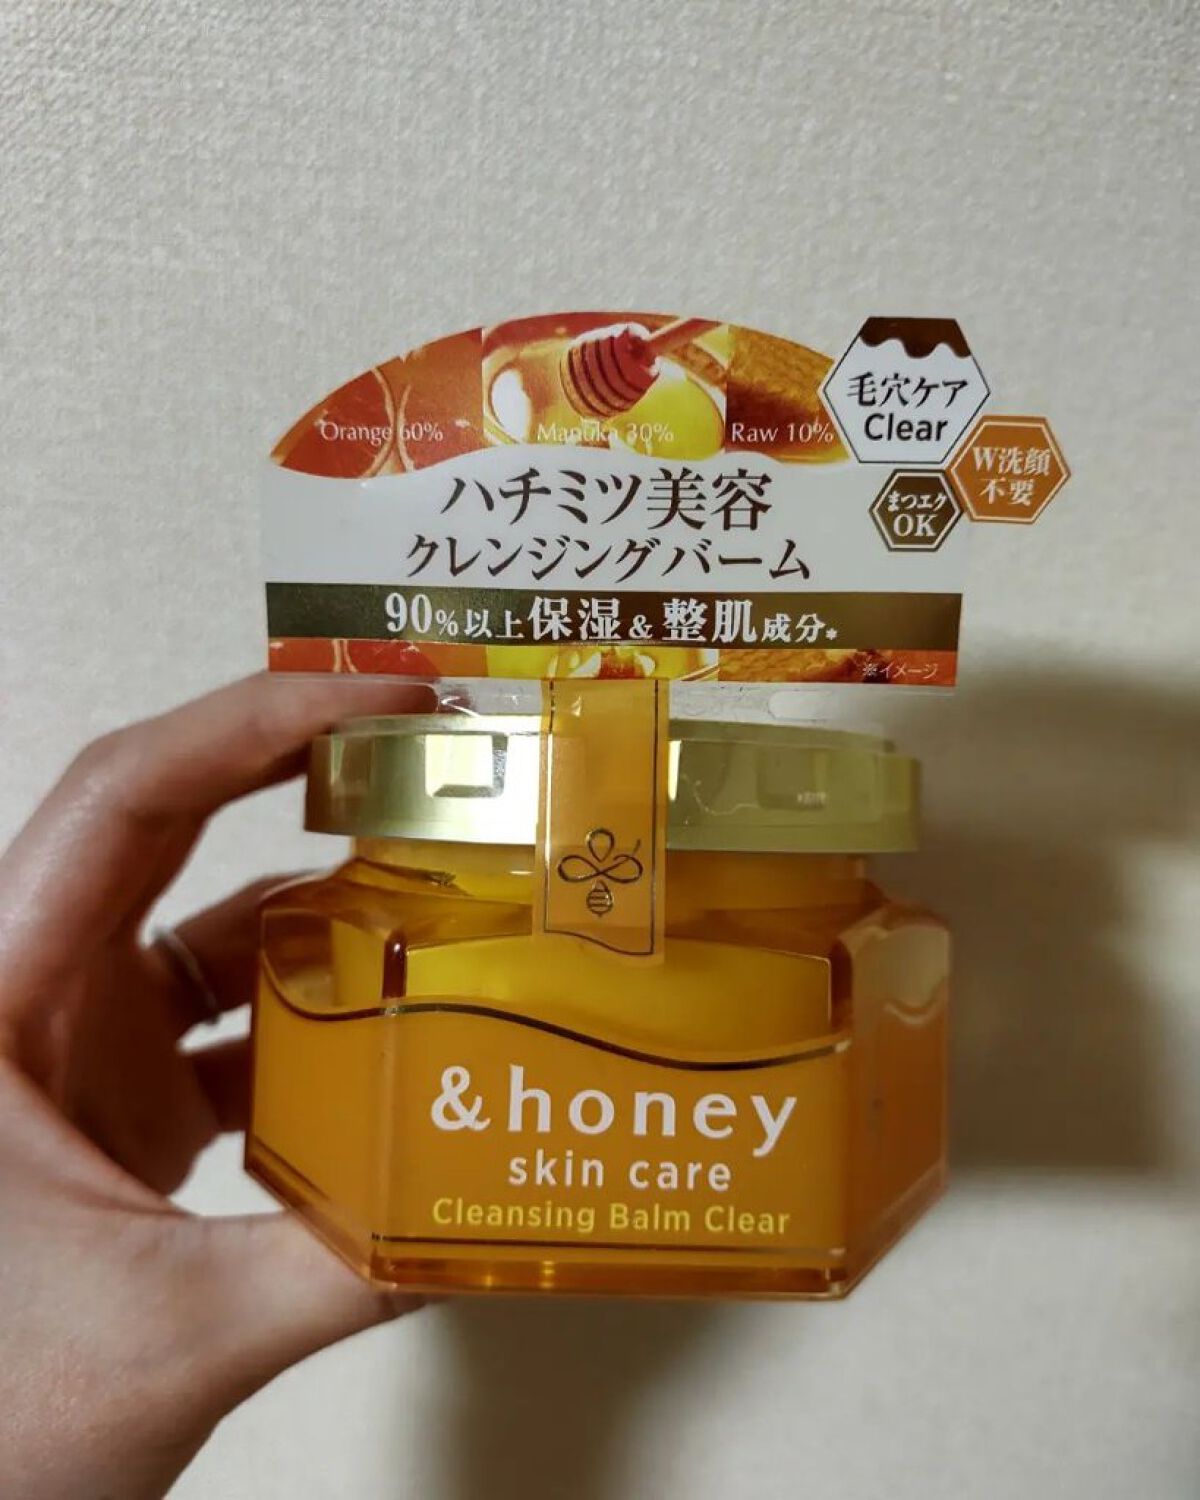 Orange 60%
Manuka 30%
Raw 10%
毛穴ケア
Clear
W洗顔
不要
まつエク
OK
ハチミツ美容
クレンジングバーム
90%以上保湿&整肌成分*
※イメージ
&honey
skin care
Cleansing Balm Clear